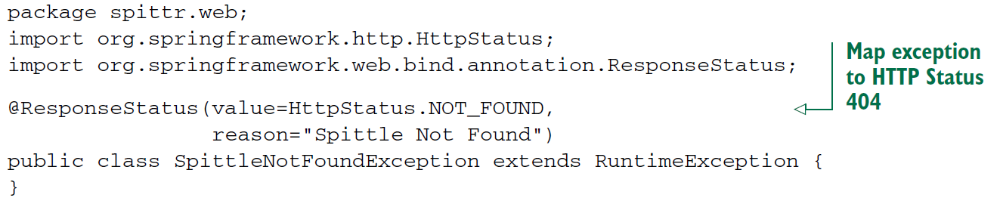 package spittr.web;
import org.springframework.http.HttpStatus;
import org.springframework.web.bind.annotation.ResponseStatus;
@ResponseStatus(value=HttpStatus.NOT_FOUND,
reason="Spittle Not Found")
public class SpittleNotFoundException extends RuntimeException {
}
Map exception
to HTTP Status
404